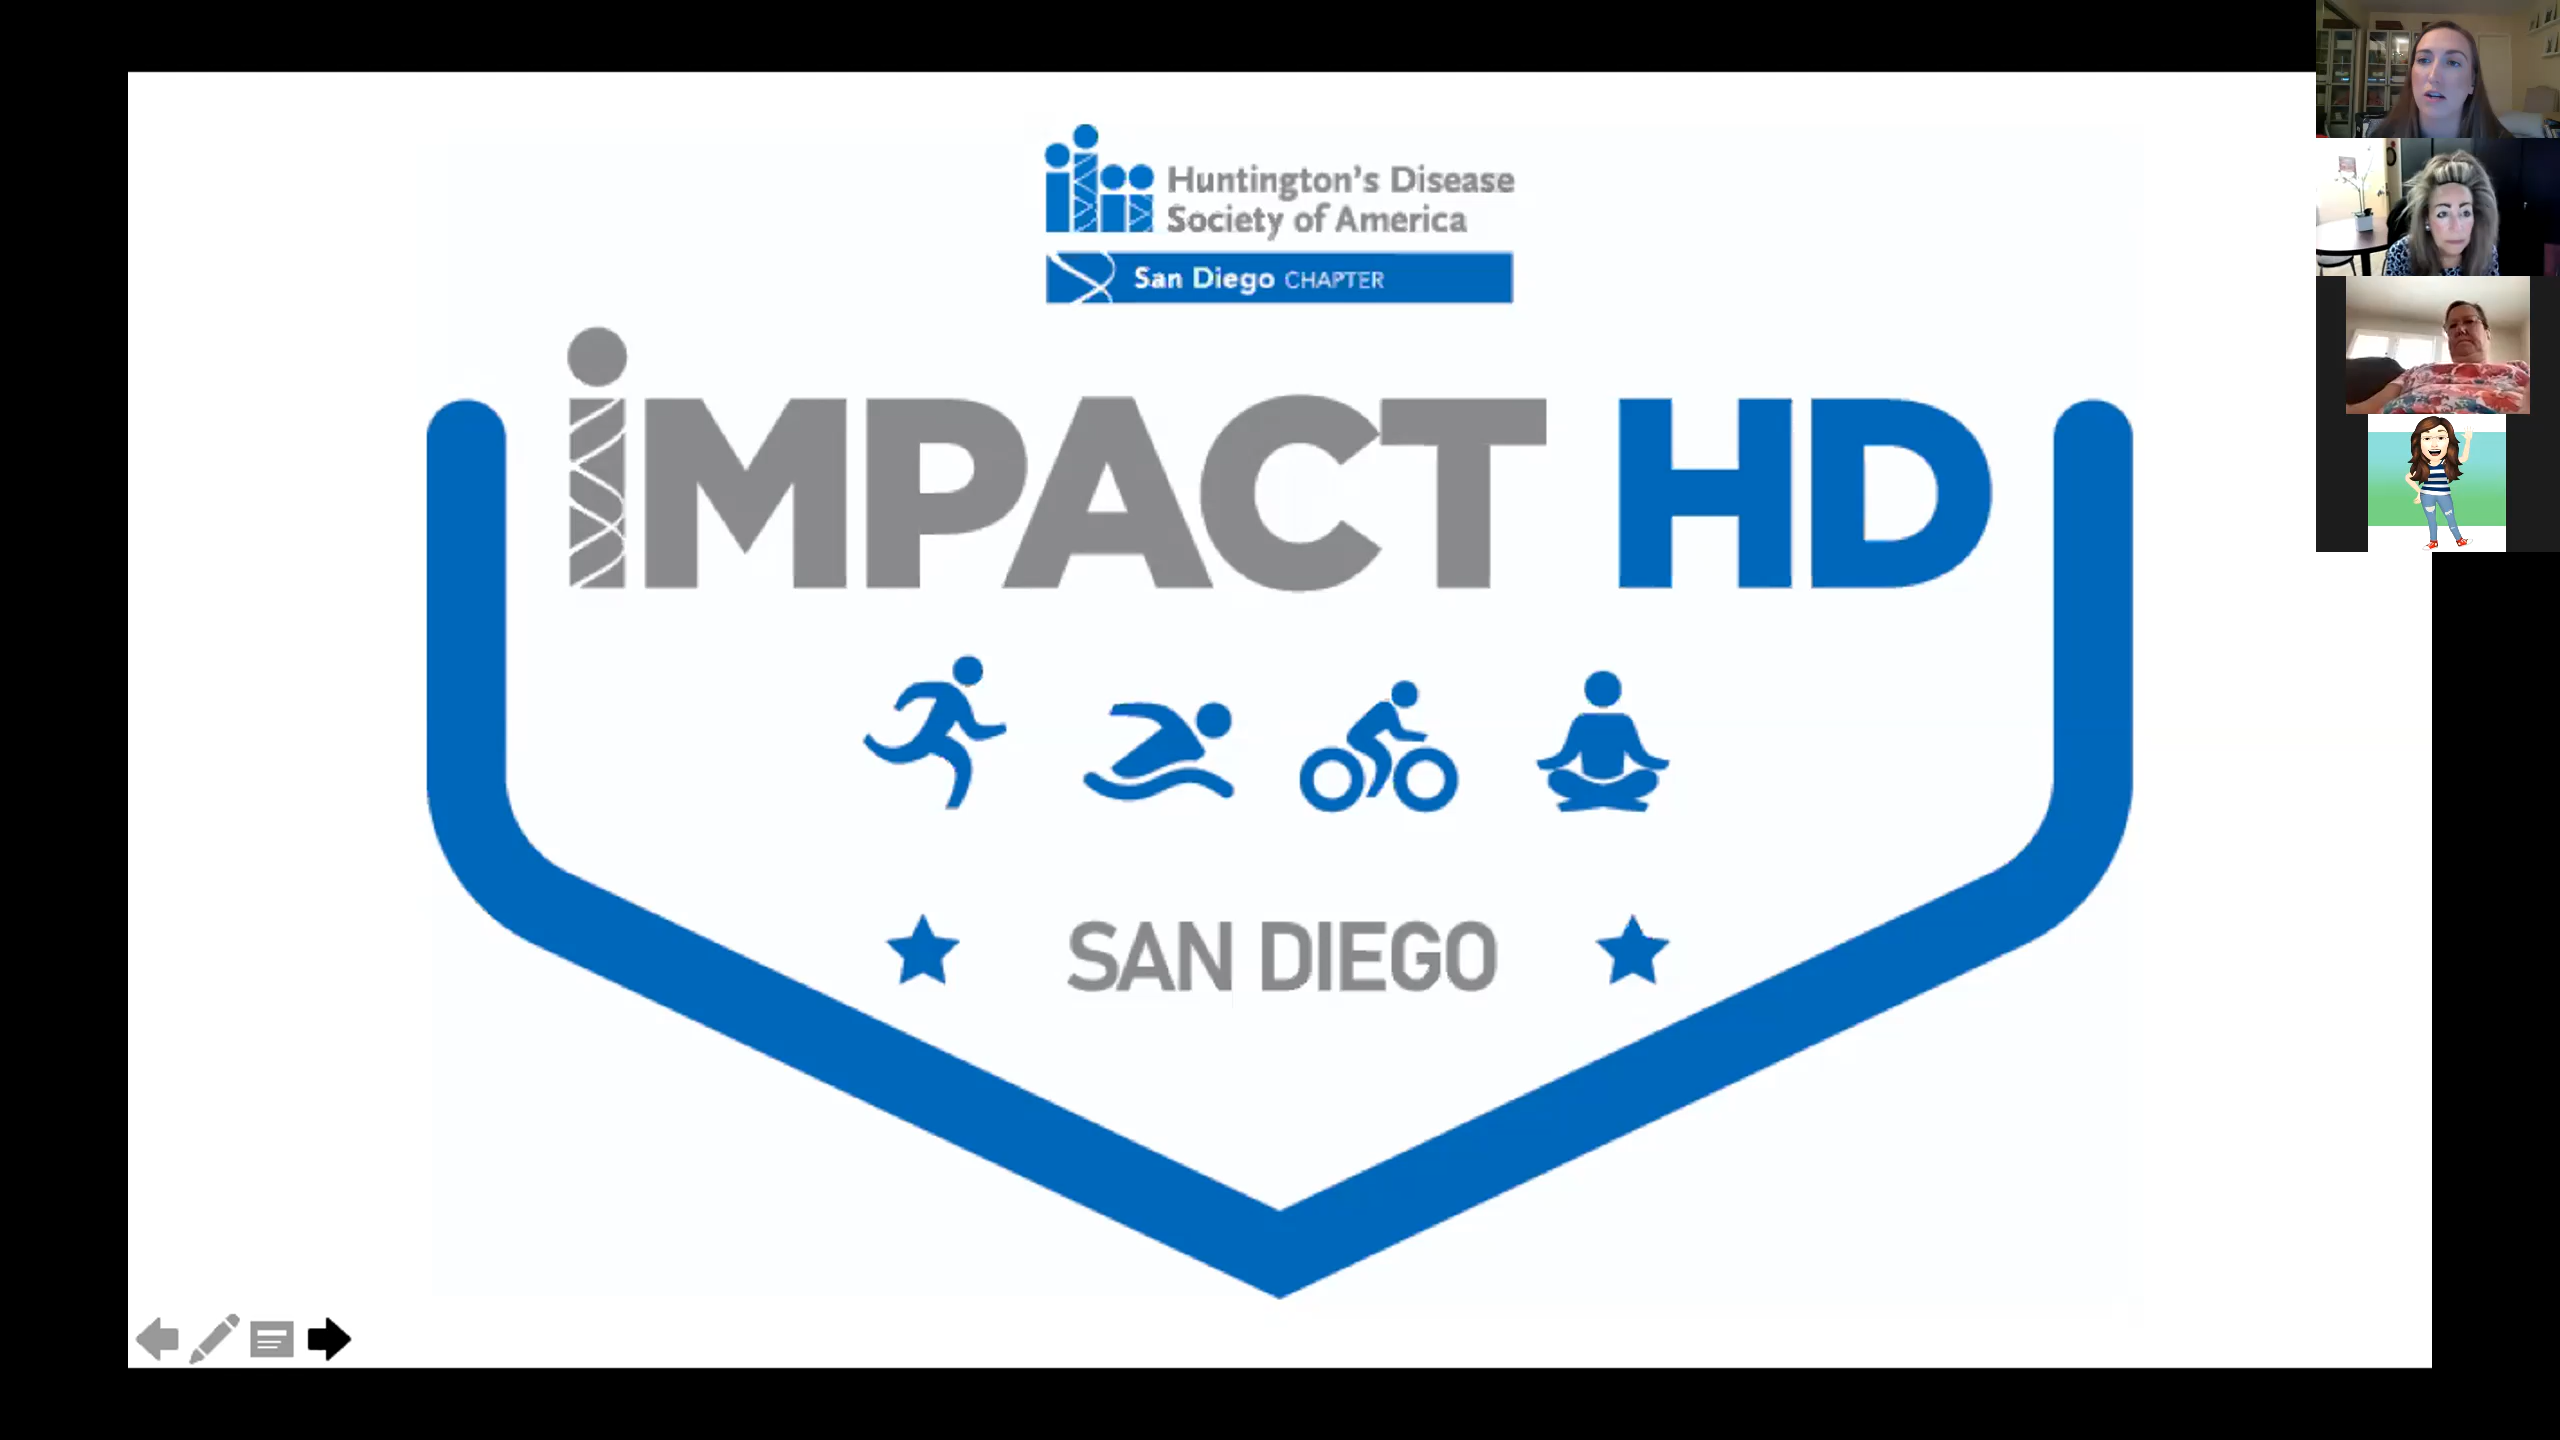 Huntington's Disease
Society of America
San Diego CHAPTER
iMPACT HD
SAN DIEGO